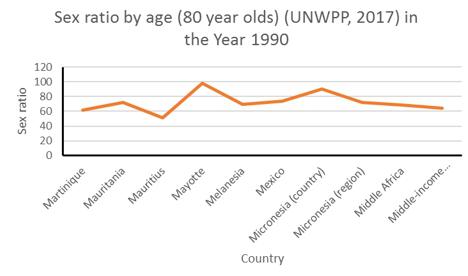 Sex ratio by age (80 year olds) (UNWPP, 2017) in
the Year 1990
120
100
80
60
40
20
0
Sex ratio
Martinique
Mauritania
Mauritius
Mayotte
Melanesia
Mexico
Micronesia (country)
Micronesia (region)
Middle Africa
Middle-income...
Country